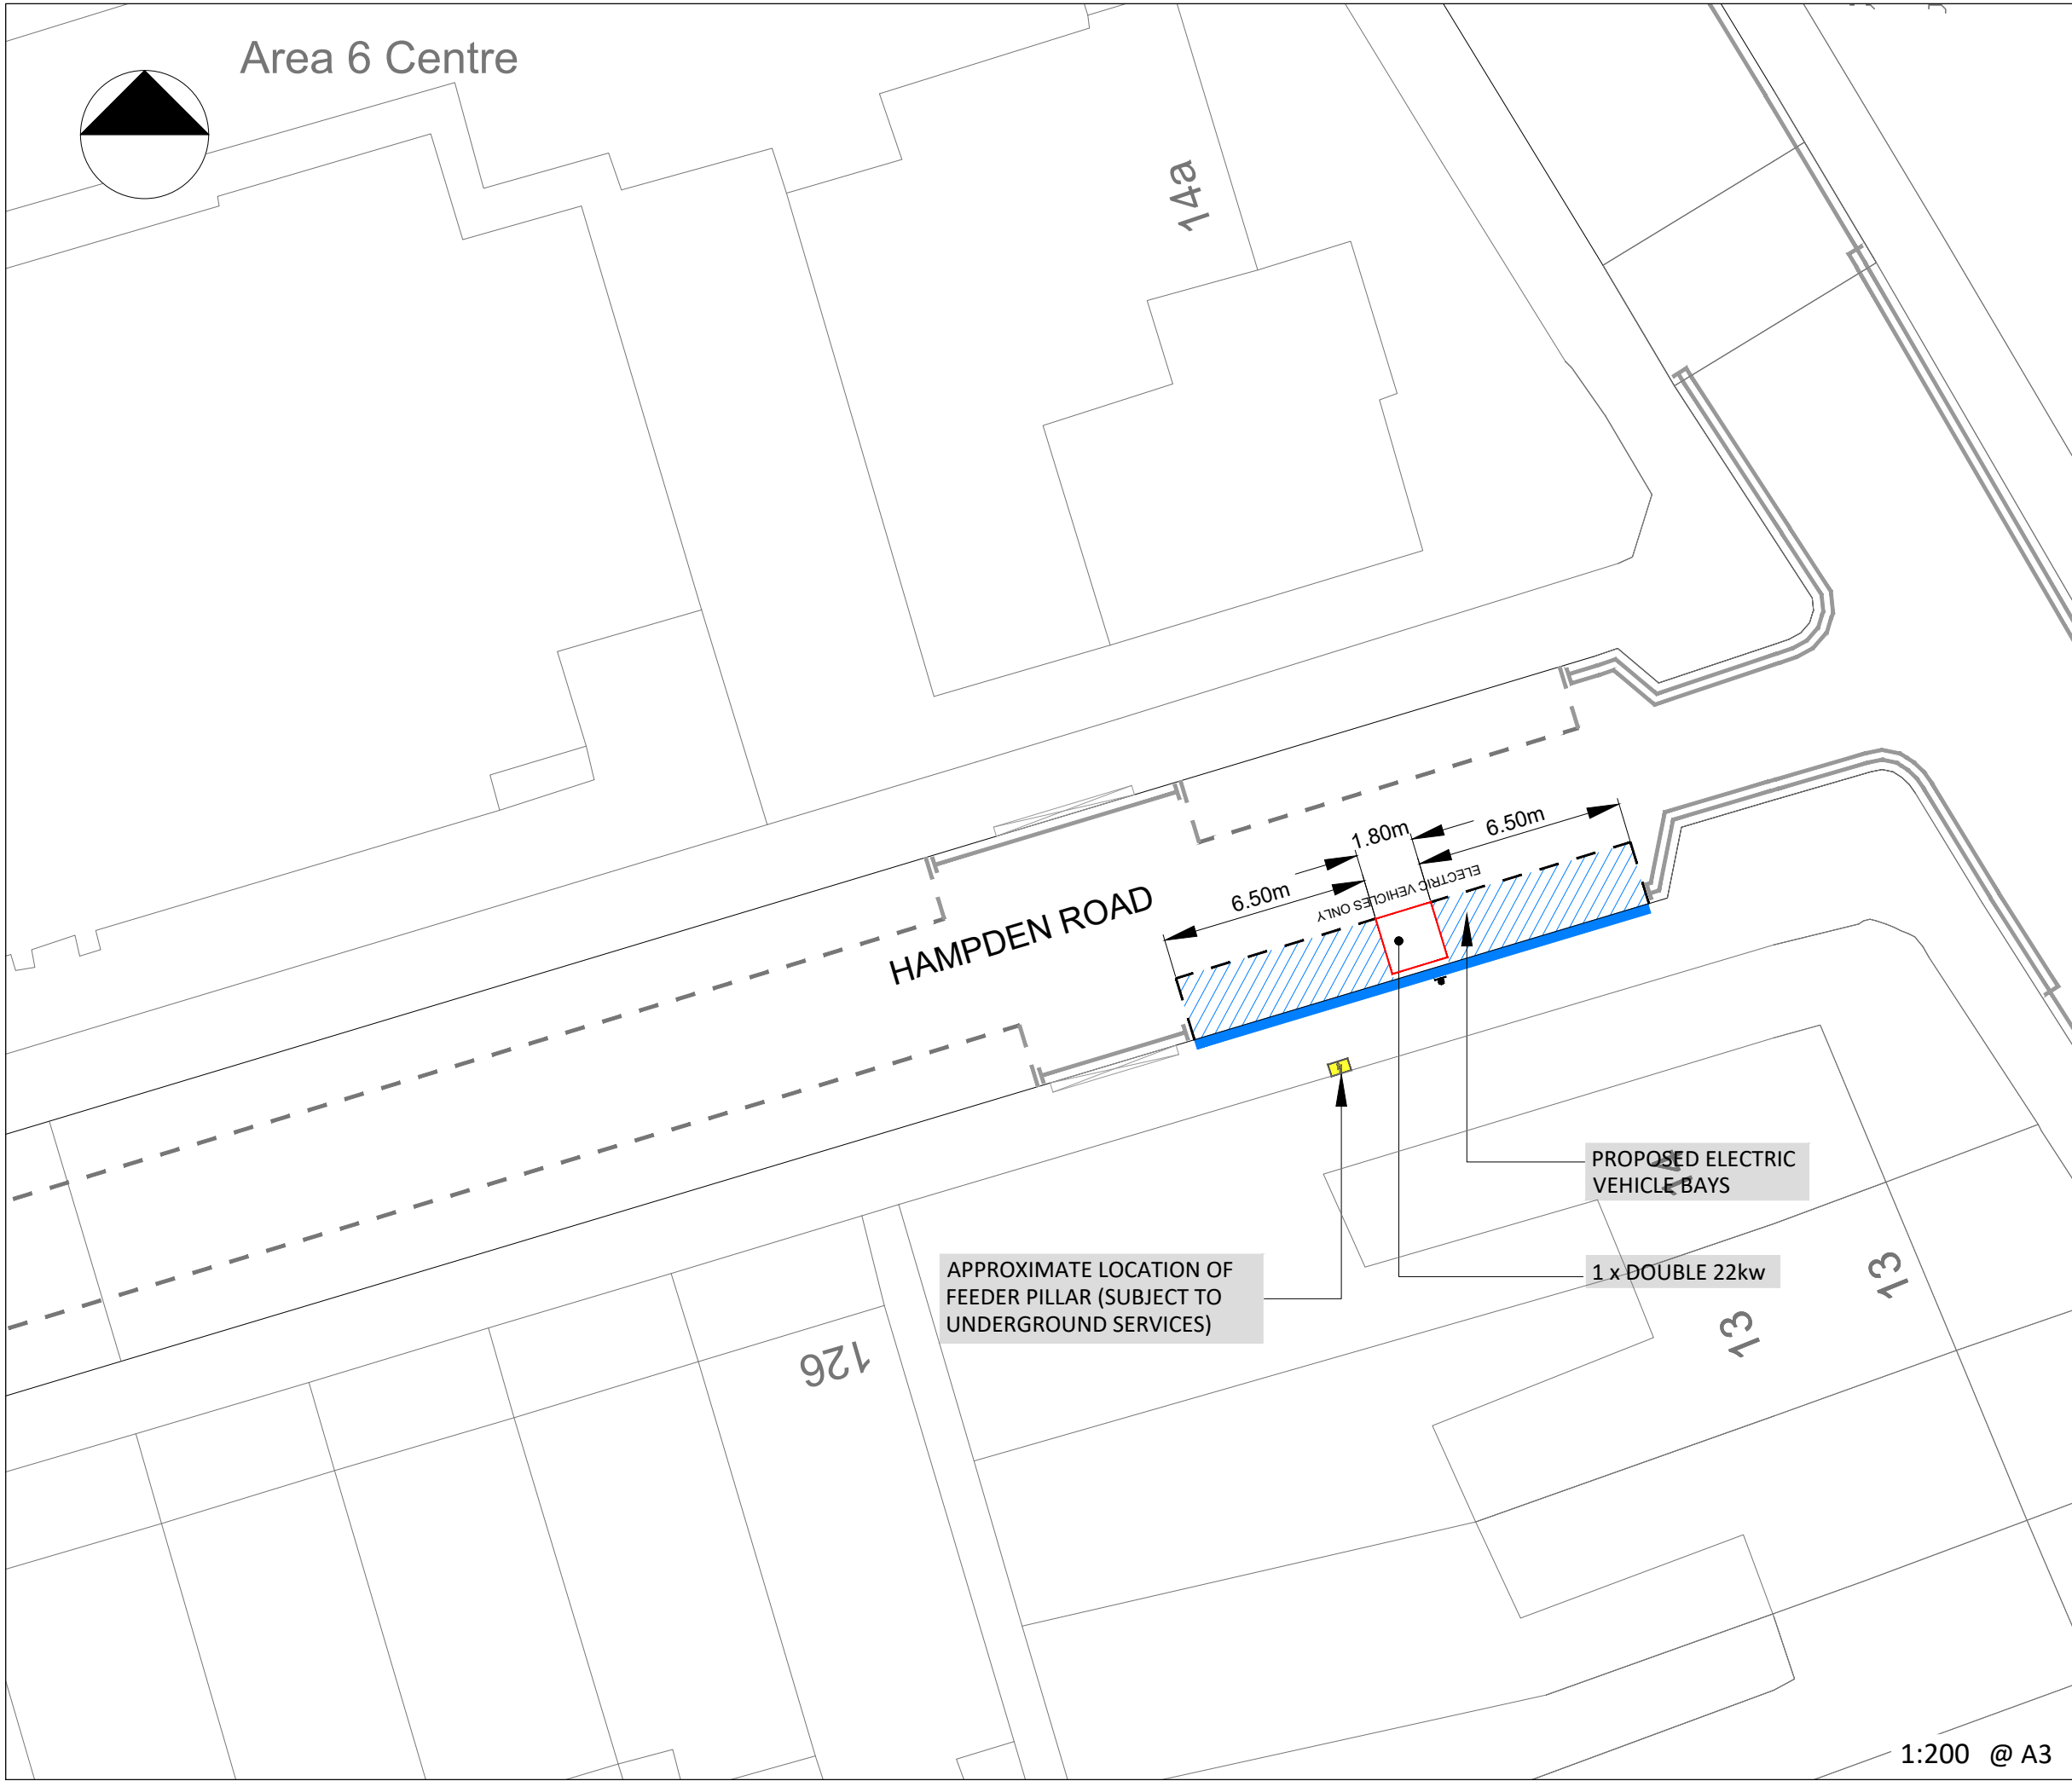 Area 6 Centre
14a
1.80m
6.50m
6.50m
ELECTRIC VEHICLES ONLY
HAMPDEN ROAD
PROPOSED ELECTRIC
VEHICLE BAYS
14
APPROXIMATE LOCATION OF
FEEDER PILLAR (SUBJECT TO
UNDERGROUND SERVICES)
1 x DOUBLE 22kw
13
13
126
1:200 @ A3